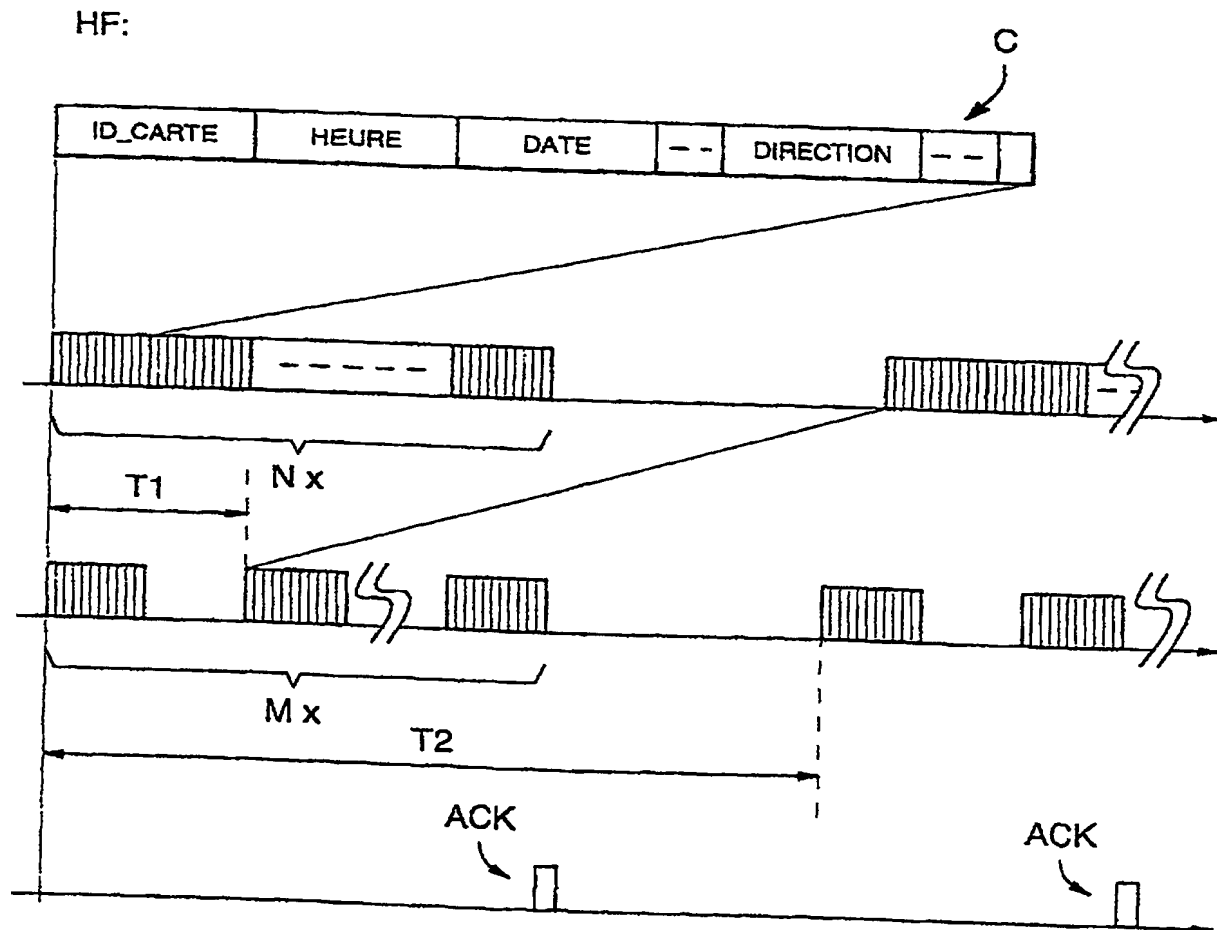 HF:
C
ID_CARTE HEURE DATE -- DIRECTION --
-----
--
N x
T1
M x
T2
ACK
ACK